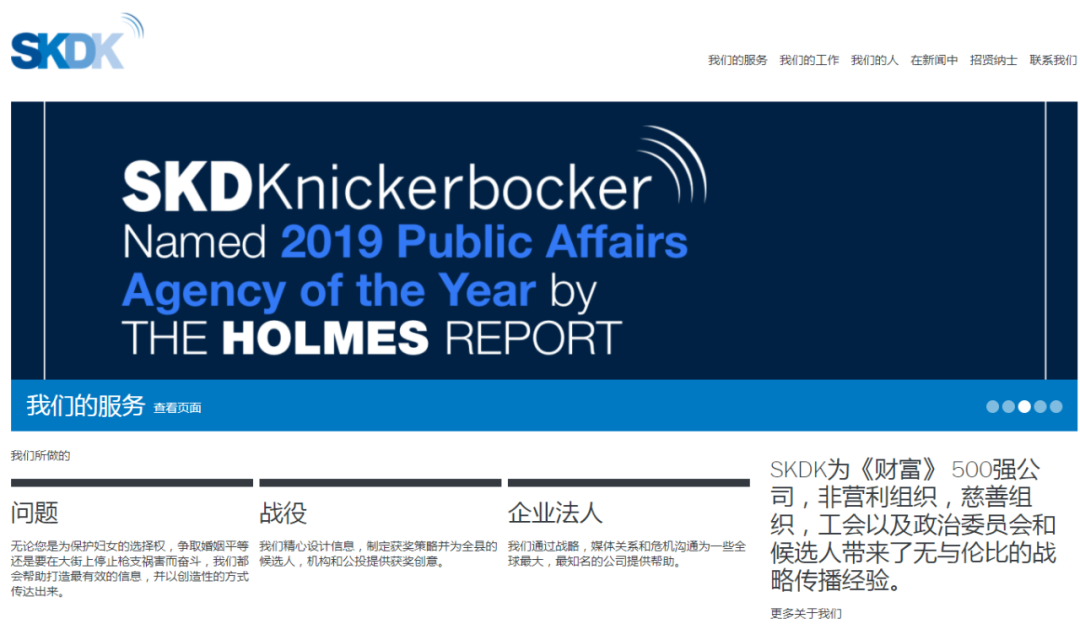 SKDK
我们的服务 我们的工作 我们的人 在新闻中 招贤纳士 联系我们
SKDKnickerbocker
Named 2019 Public Affairs
Agency of the Year by
THE HOLMES REPORT
我们的服务 查看页面
我们所做的
问题
无论您是为保护妇女的选择权，争取婚姻平等
还是要在大街上停止枪支祸害而奋斗，我们都
会帮助打造最有效的信息，并以创造性的方式
传达出来。
战役
我们精心设计信息，制定获奖策略并为全县的
候选人，机构和公投提供获奖创意。
企业法人
我们通过战略，媒体关系和危机沟通为一些全
球最大，最知名的公司提供帮助。
SKDK为《财富》 500强公
司，非营利组织，慈善组
织，工会以及政治委员会和
候选人带来了无与伦比的战
略传播经验。
更多关于我们